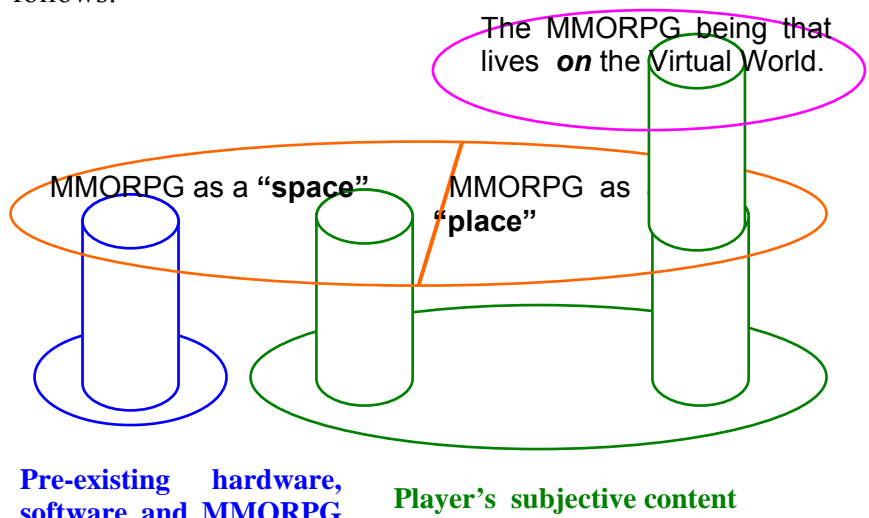 follows:
The MMORPG being that
lives on the Virtual World.
MMORPG as a “space”
MMORPG as
“place”
Pre-existing hardware,
software and MMORPG
Player’s subjective content